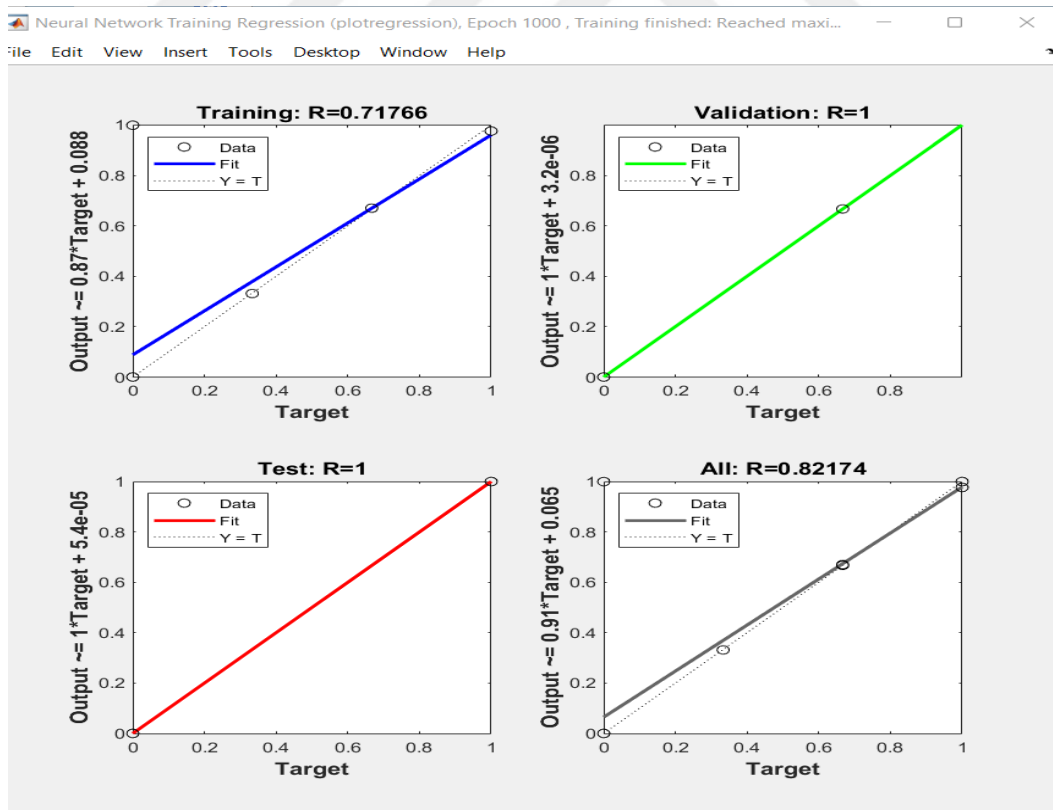 Neural Network Training Regression (plotregression), Epoch 1000 , Training finished: Reached maxi...
File Edit View Insert Tools Desktop Window Help
Training: R=0.71766
Output ~= 0.87*Target + 0.088
1
0.8
0.6
0.4
0.2
0
Data
Fit
Y = T
0 0.2 0.4 0.6 0.8 1
Target
Validation: R=1
Output ~= 1*Target + 3.2e-06
0.8
0.6
0.4
0.2
0
Data
Fit
Y = T
0 0.2 0.4 0.6 0.8
Target
Test: R=1
Output ~= 1*Target + 5.4e-05
1
0.8
0.6
0.4
0.2
0
Data
Fit
Y = T
0 0.2 0.4 0.6 0.8 1
Target
All: R=0.82174
Output ~= 0.91*Target + 0.065
1
0.8
0.6
0.4
0.2
0
Data
Fit
Y = T
0 0.2 0.4 0.6 0.8 1
Target